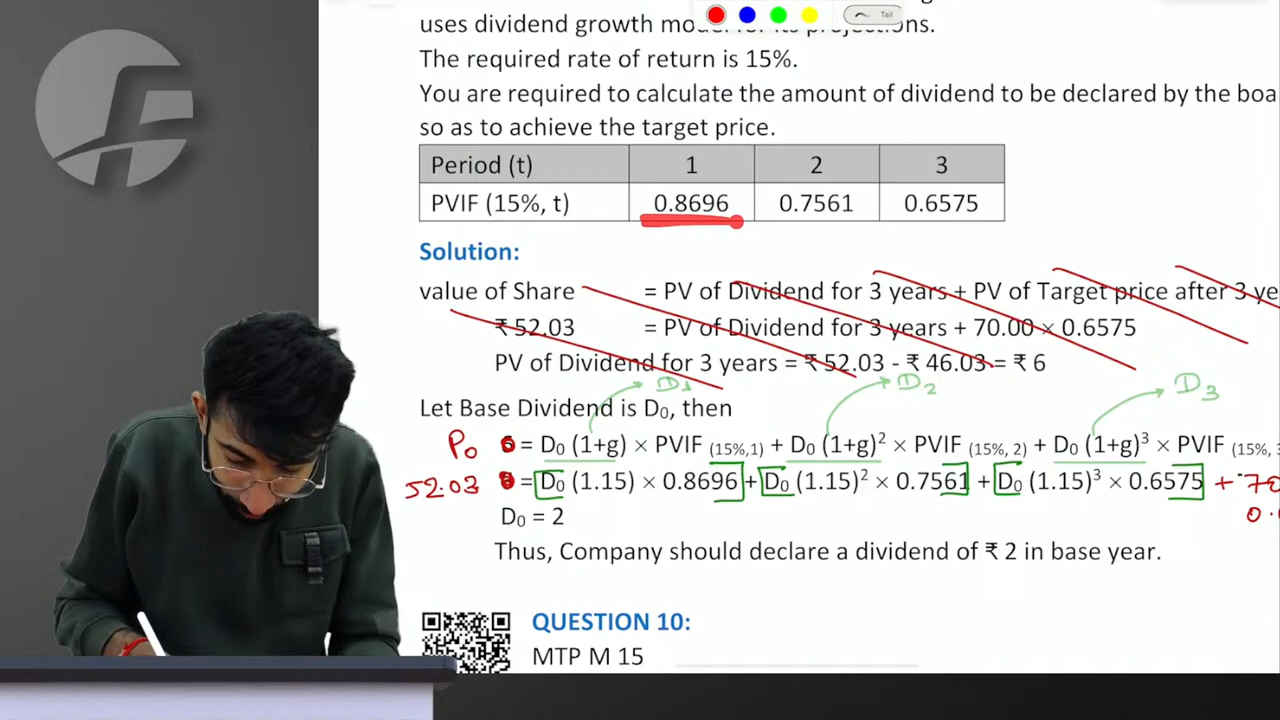 Tail
uses dividend growth model for its projections.
The required rate of return is 15%.
You are required to calculate the amount of dividend to be declared by the boa
so as to achieve the target price.
Period (t) 1 2 3
PVIF (15%, t) 0.8696 0.7561 0.6575
Solution:
value of Share = PV of Dividend for 3 years + PV of Target price after 3 ye
₹ 52.03 = PV of Dividend for 3 years + 70.00 × 0.6575
PV of Dividend for 3 years = ₹ 52.03 - ₹ 46.03 = ₹ 6
D1 D2 D3
Let Base Dividend is D₀, then
P₀ 6 = D₀ (1+g) × PVIF (15%,1) + D₀ (1+g)² × PVIF (15%, 2) + D₀ (1+g)³ × PVIF (15%, 3
52.03 6 = D₀ (1.15) × 0.8696 + D₀ (1.15)² × 0.7561 + D₀ (1.15)³ × 0.6575 + 70
D₀ = 2
Thus, Company should declare a dividend of ₹ 2 in base year.
QUESTION 10:
MTP M 15